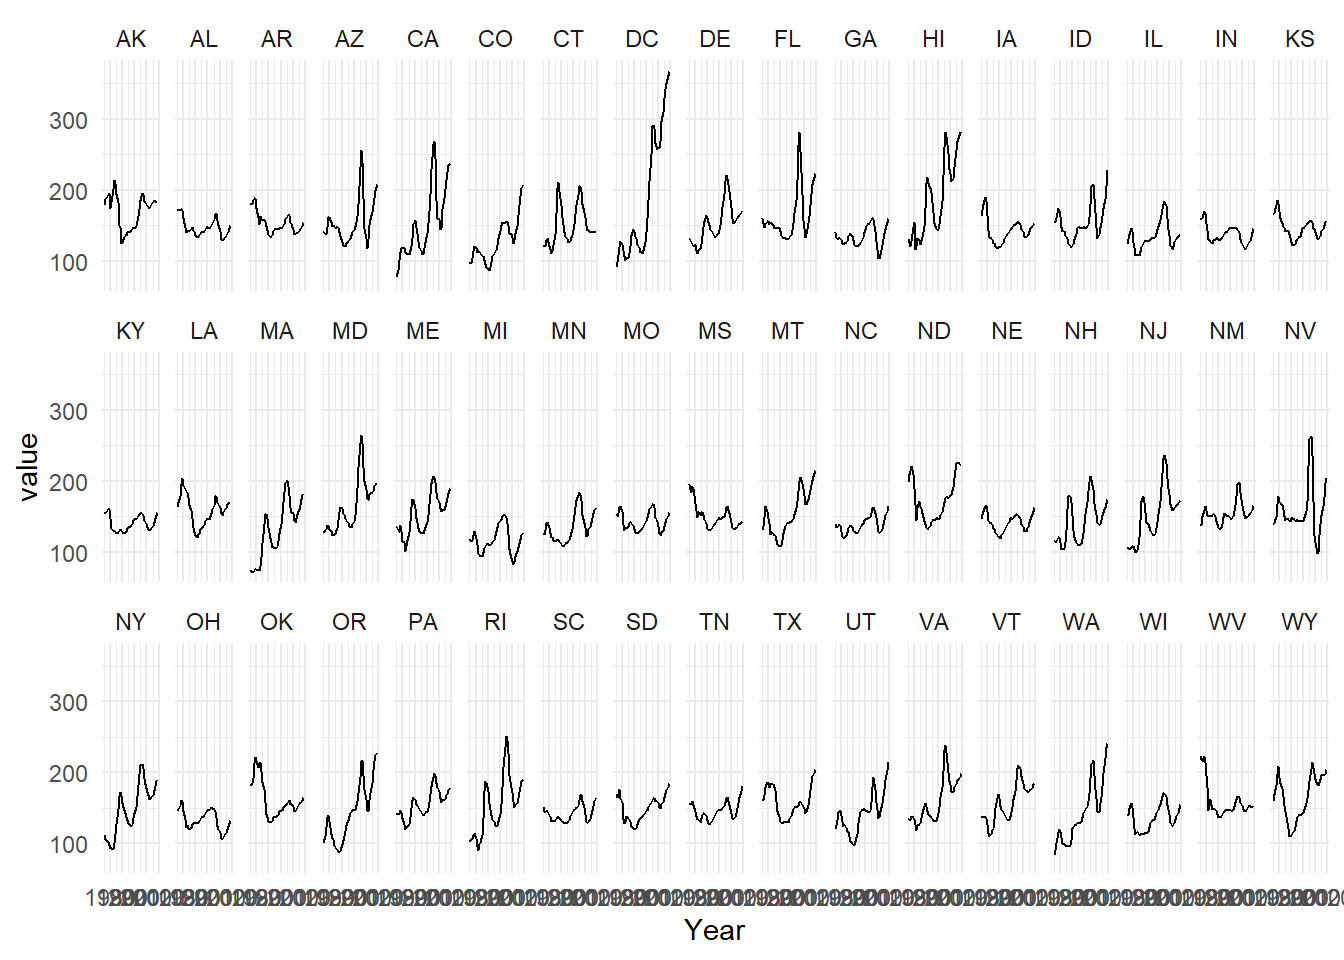 AK AL AR AZ CA CO CT DC DE FL GA HI IA ID IL IN KS
300
200
100
KY LA MA MD ME MI MN MO MS MT NC ND NE NH NJ NM NV
300
200
100
value
NY OH OK OR PA RI SC SD TN TX UT VA VT WA WI WV WY
300
200
100
Year